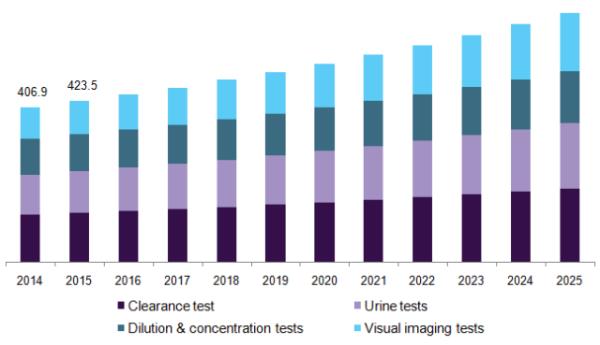 406.9 423.5
2014 2015 2016 2017 2018 2019 2020 2021 2022 2023 2024 2025
Clearance test Urine tests
Dilution & concentration tests Visual imaging tests